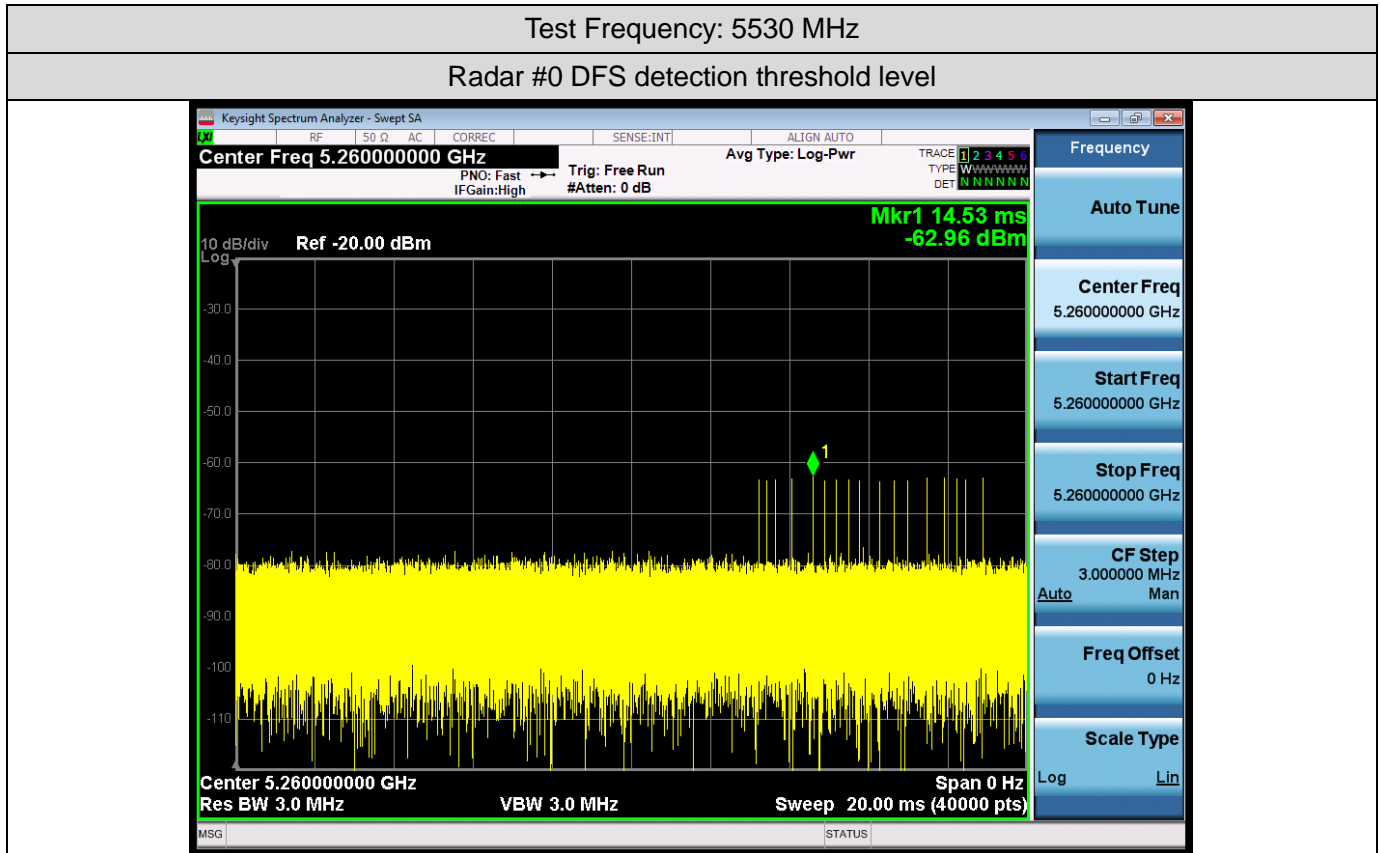 Test Frequency: 5530 MHz
Radar #0 DFS detection threshold level
Keysight Spectrum Analyzer - Swept SA
LXI RF 50 Ω AC CORREC SENSE:INT ALIGN AUTO
Center Freq 5.260000000 GHz
PNO: Fast
IFGain:High
Trig: Free Run
#Atten: 0 dB
Avg Type: Log-Pwr
TRACE 1 2 3 4 5 6
TYPE WWWWWW
DET N N N N N N
Mkr1 14.53 ms
-62.96 dBm
10 dB/div Ref -20.00 dBm
Log
-30.0
-40.0
-50.0
-60.0
-70.0
-80.0
-90.0
-100
-110
1
Center 5.260000000 GHz Span 0 Hz
Res BW 3.0 MHz VBW 3.0 MHz Sweep 20.00 ms (40000 pts)
MSG STATUS
Frequency
Auto Tune
Center Freq
5.260000000 GHz
Start Freq
5.260000000 GHz
Stop Freq
5.260000000 GHz
CF Step
3.000000 MHz
Auto Man
Freq Offset
0 Hz
Scale Type
Log Lin